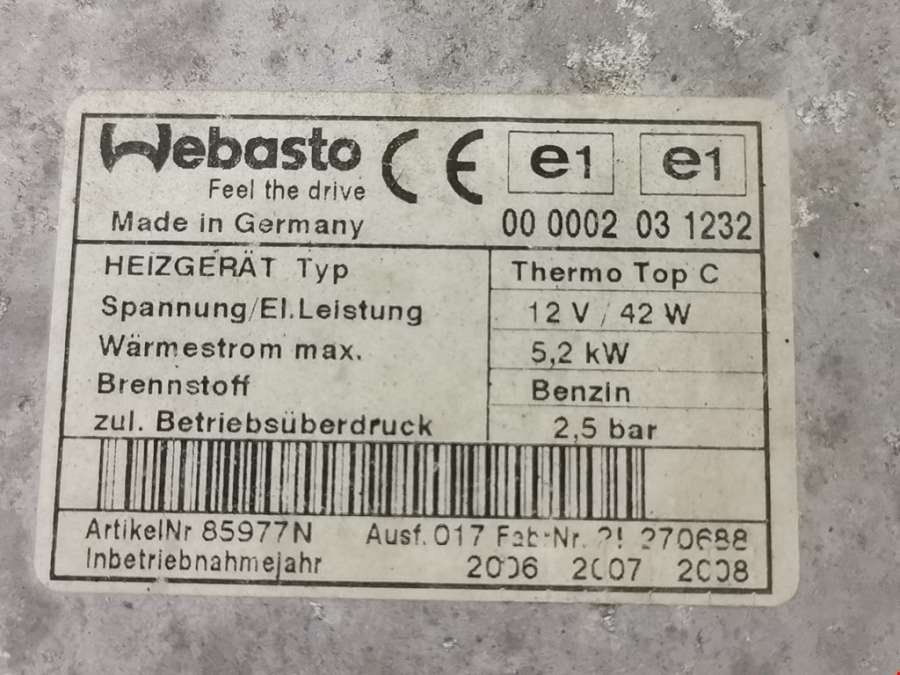 Webasto CE e1 e1
Feel the drive
Made in Germany 00 0002 03 1232
HEIZGERÄT Typ Thermo Top C
Spannung/El.Leistung 12 V / 42 W
Wärmestrom max. 5,2 kW
Brennstoff Benzin
zul. Betriebsüberdruck 2,5 bar
ArtikelNr 85977N Ausf. 017 Fab-Nr.
Inbetriebnahmejahr 2006 2007 2008